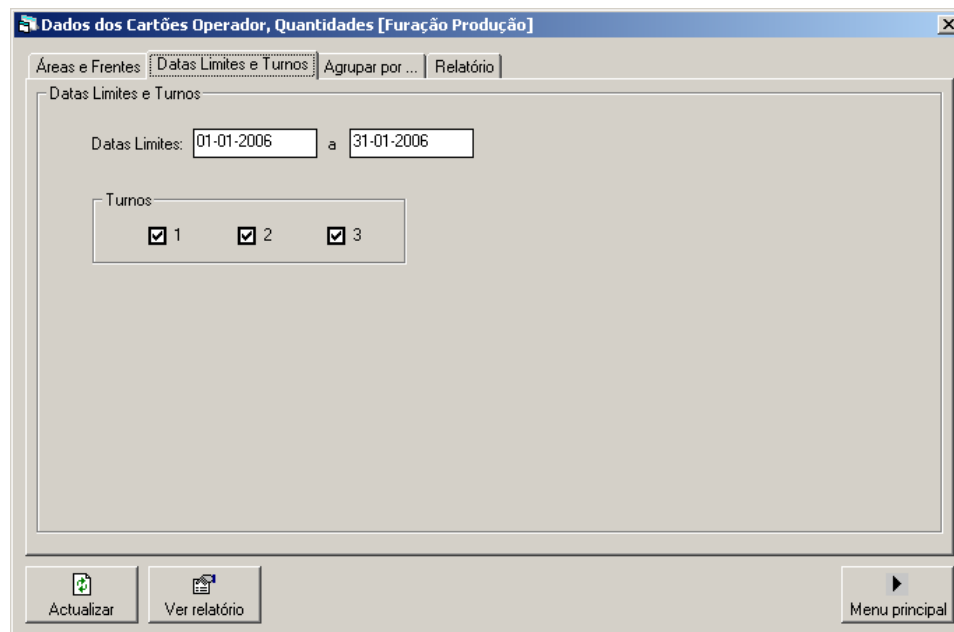 Dados dos Cartões Operador, Quantidades [Furação Produção]
Áreas e Frentes Datas Limites e Turnos Agrupar por ... Relatório
Datas Limites e Turnos
Datas Limites: 01-01-2006 a 31-01-2006
Turnos
1 2 3
Actualizar Ver relatório Menu principal